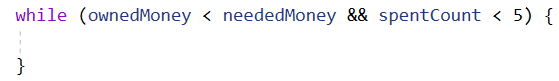 while (ownedMoney < neededMoney && spentCount < 5) {
}